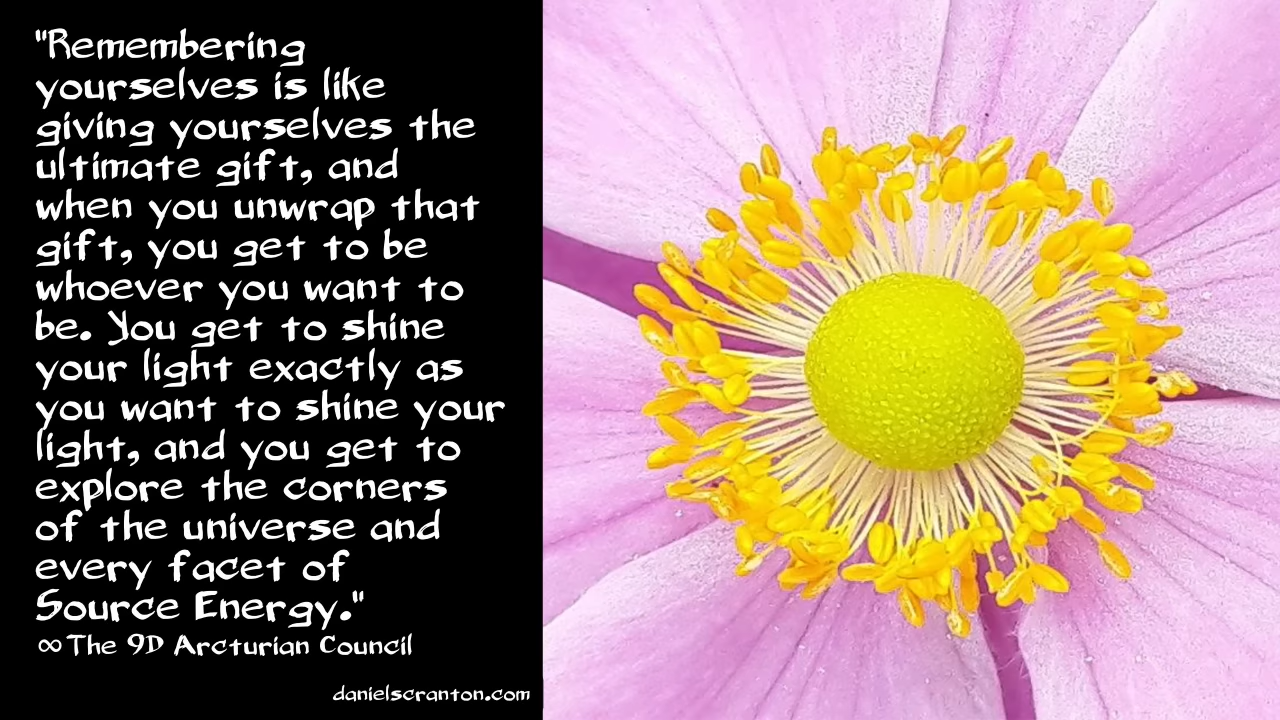 "Remembering
yourselves is like
giving yourselves the
ultimate gift, and
when you unwrap that
gift, you get to be
whoever you want to
be. You get to shine
your light exactly as
you want to shine your
light, and you get to
explore the corners
of the universe and
every facet of
Source Energy."
∞The 9D Arcturian Council
danielscranton.com